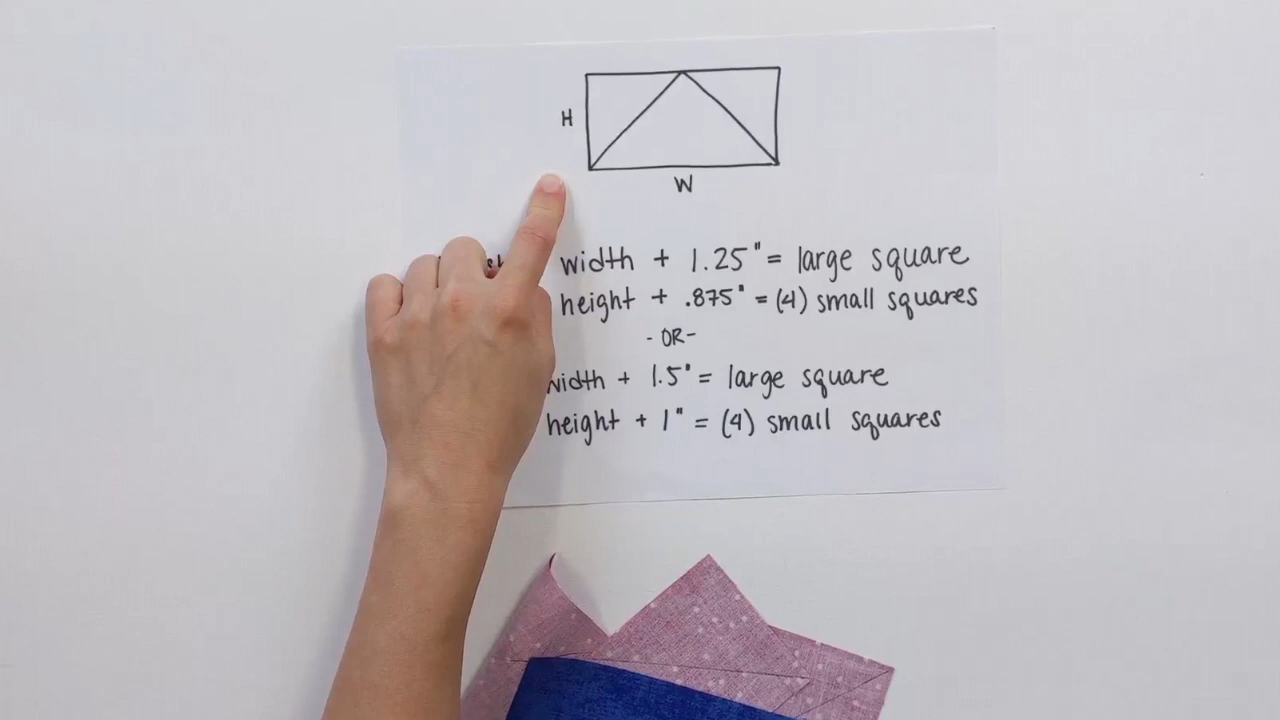 H
W
width + 1.25" = large square
height + .875" = (4) small squares
- OR -
width + 1.5" = large square
height + 1" = (4) small squares